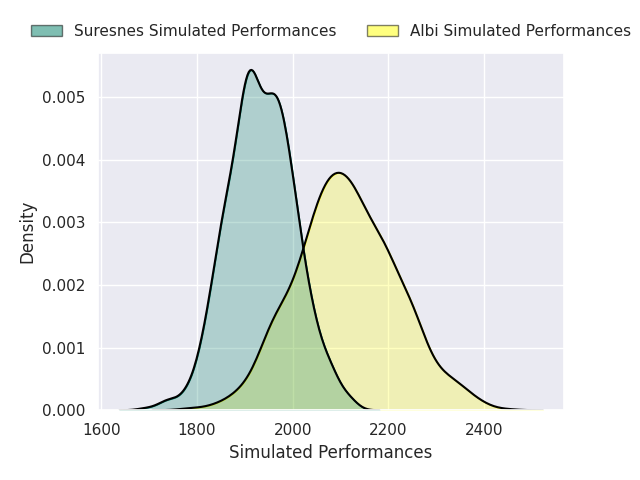 Suresnes Simulated Performances Albi Simulated Performances
0.005
0.004
0.003
0.002
0.001
0.000
Density
1600 1800 2000 2200 2400
Simulated Performances